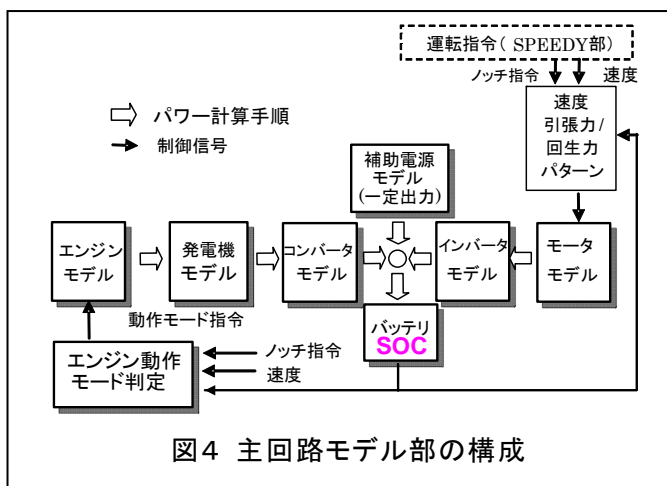 運転指令( SPEEDY部)
ノッチ指令
速度
パワー計算手順
制御信号
速度
引張力/
回生力
パターン
補助電源
モデル
(一定出力)
エンジン
モデル
発電機
モデル
コンバータ
モデル
インバータ
モデル
モータ
モデル
動作モード指令
バッテリ
SOC
エンジン動作
モード判定
ノッチ指令
速度
図4 主回路モデル部の構成